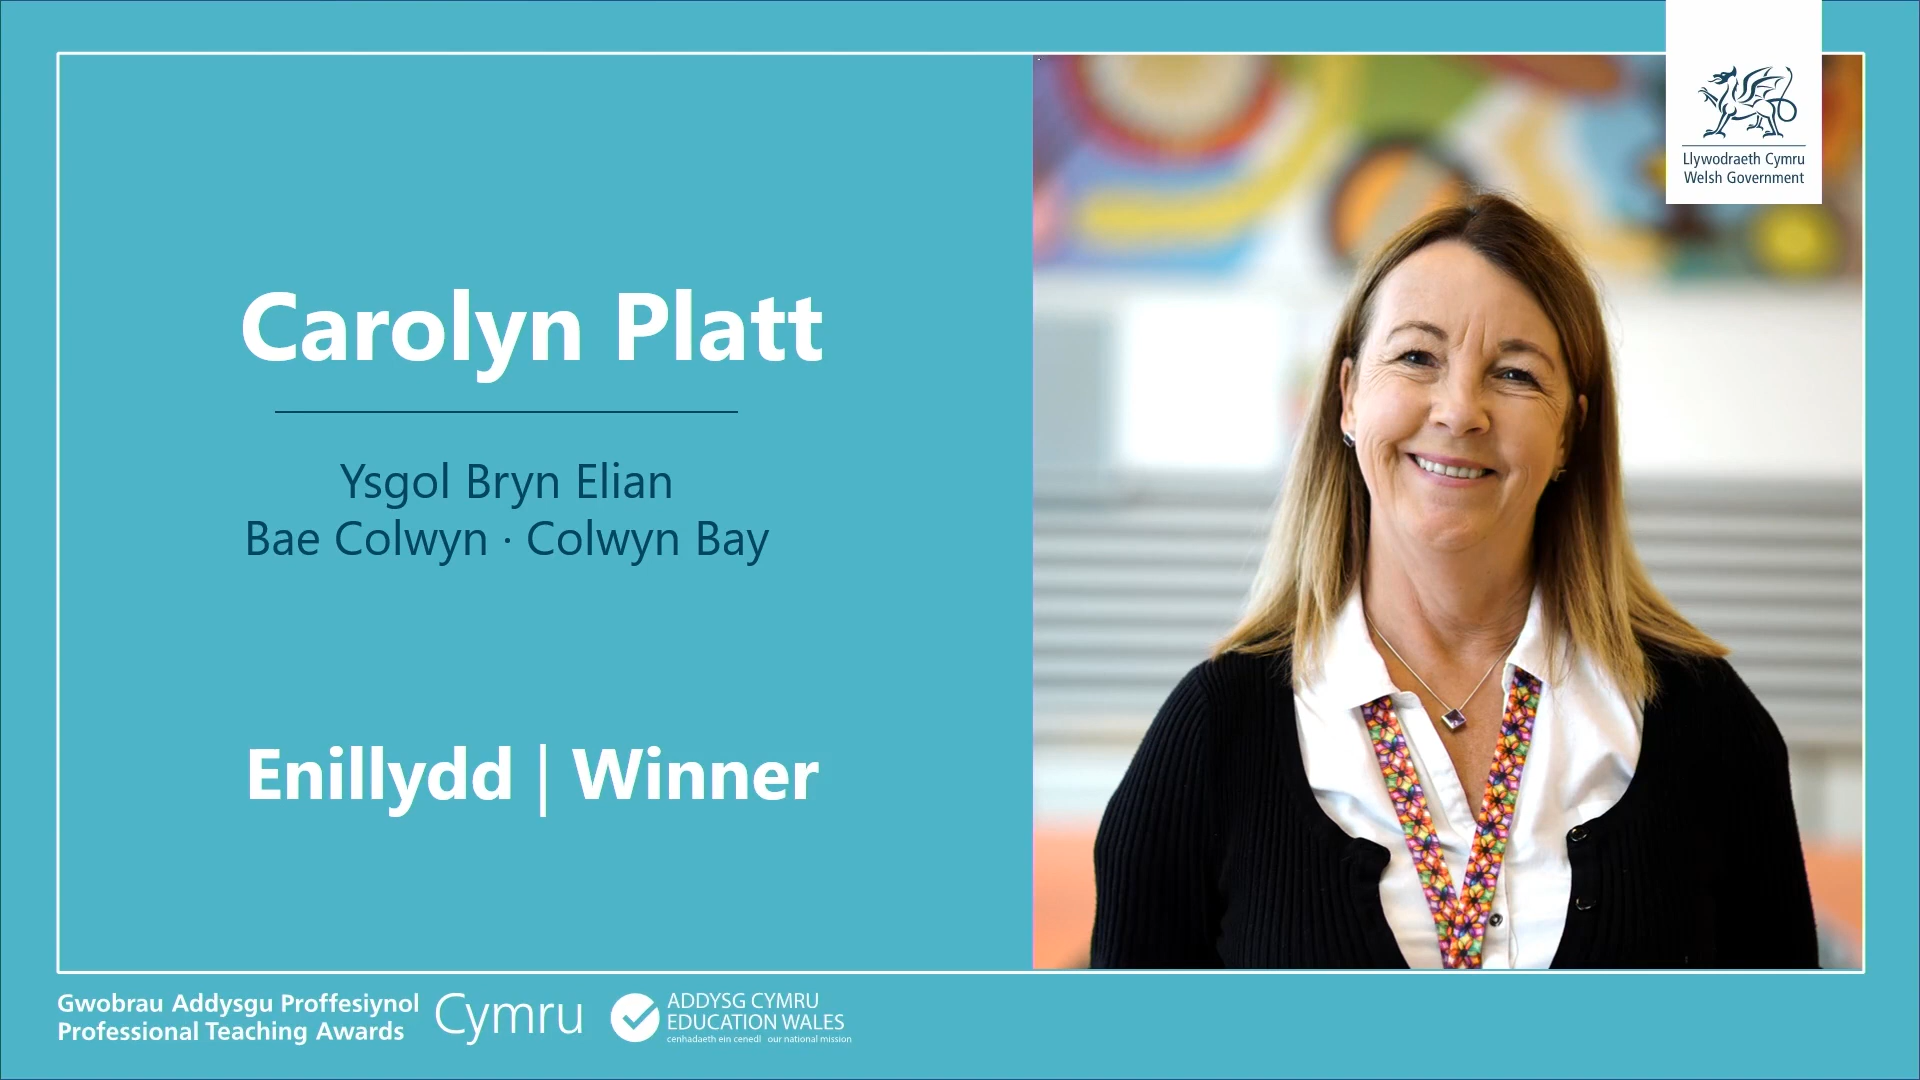 Llywodraeth Cymru
Welsh Government
Carolyn Platt
Ysgol Bryn Elian
Bae Colwyn · Colwyn Bay
Enillydd | Winner
Gwobrau Addysgu Proffesiynol
Professional Teaching Awards
Cymru
ADDYSG CYMRU
EDUCATION WALES
cenhadaeth ein cenedl our national mission